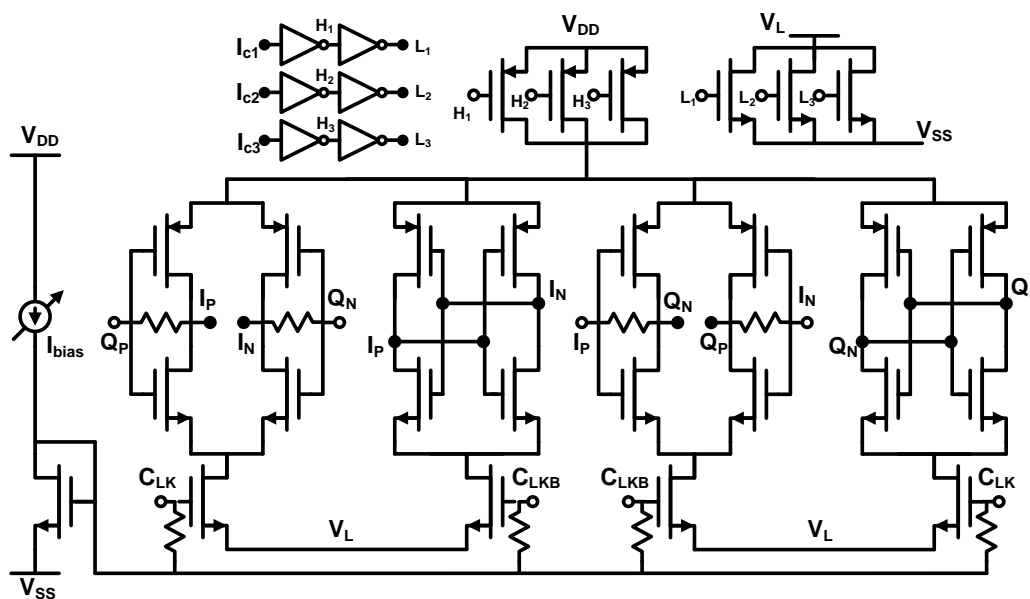 I_c1 H_1 L_1
I_c2 H_2 L_2
I_c3 H_3 L_3
V_DD
H_1 H_2 H_3
V_L
L_1 L_2 L_3
V_SS
V_DD
I_bias
V_SS
Q_P I_P I_N Q_N
I_P I_N
I_P Q_N Q_P I_N
Q_N Q
C_LK C_LKB C_LKB C_LK
V_L V_L